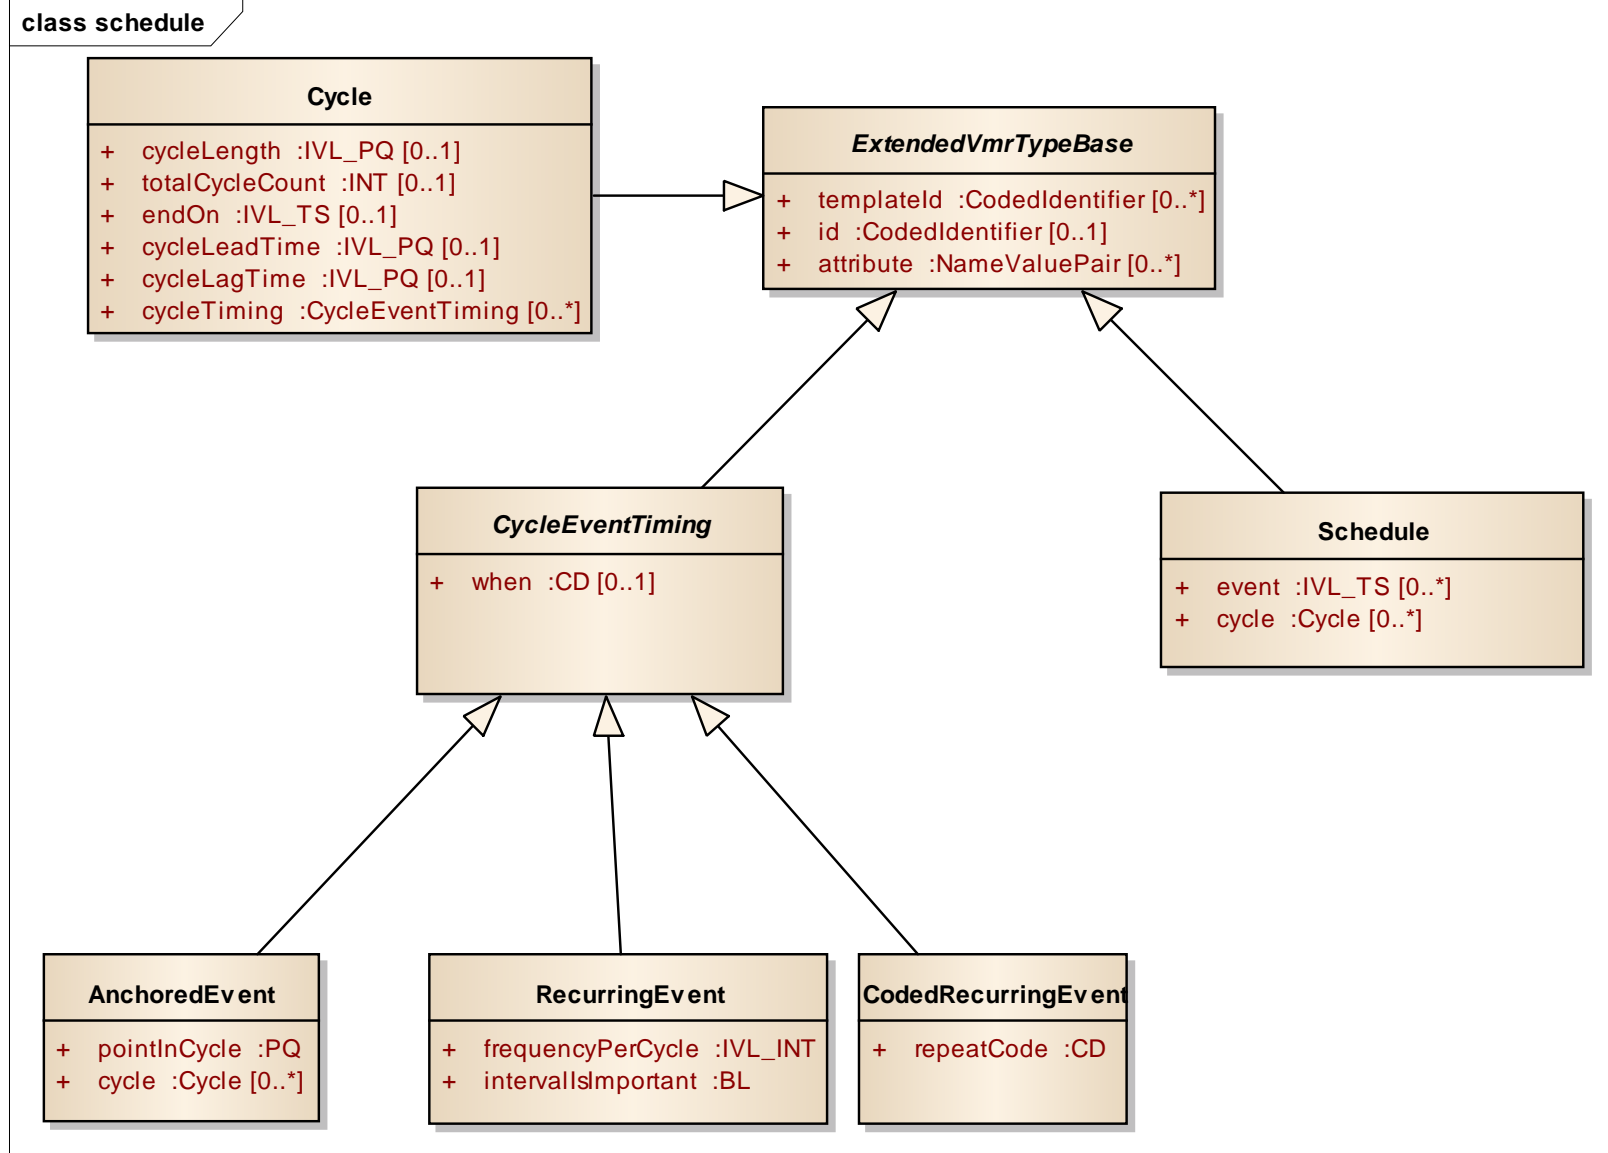 class schedule
Cycle
+ cycleLength :IVL_PQ [0..1]
+ totalCycleCount :INT [0..1]
+ endOn :IVL_TS [0..1]
+ cycleLeadTime :IVL_PQ [0..1]
+ cycleLagTime :IVL_PQ [0..1]
+ cycleTiming :CycleEventTiming [0..*]
ExtendedVmrTypeBase
+ templateId :CodedIdentifier [0..*]
+ id :CodedIdentifier [0..1]
+ attribute :NameValuePair [0..*]
CycleEventTiming
+ when :CD [0..1]
Schedule
+ event :IVL_TS [0..*]
+ cycle :Cycle [0..*]
AnchoredEvent
+ pointInCycle :PQ
+ cycle :Cycle [0..*]
RecurringEvent
+ frequencyPerCycle :IVL_INT
+ intervalIsImportant :BL
CodedRecurringEvent
+ repeatCode :CD